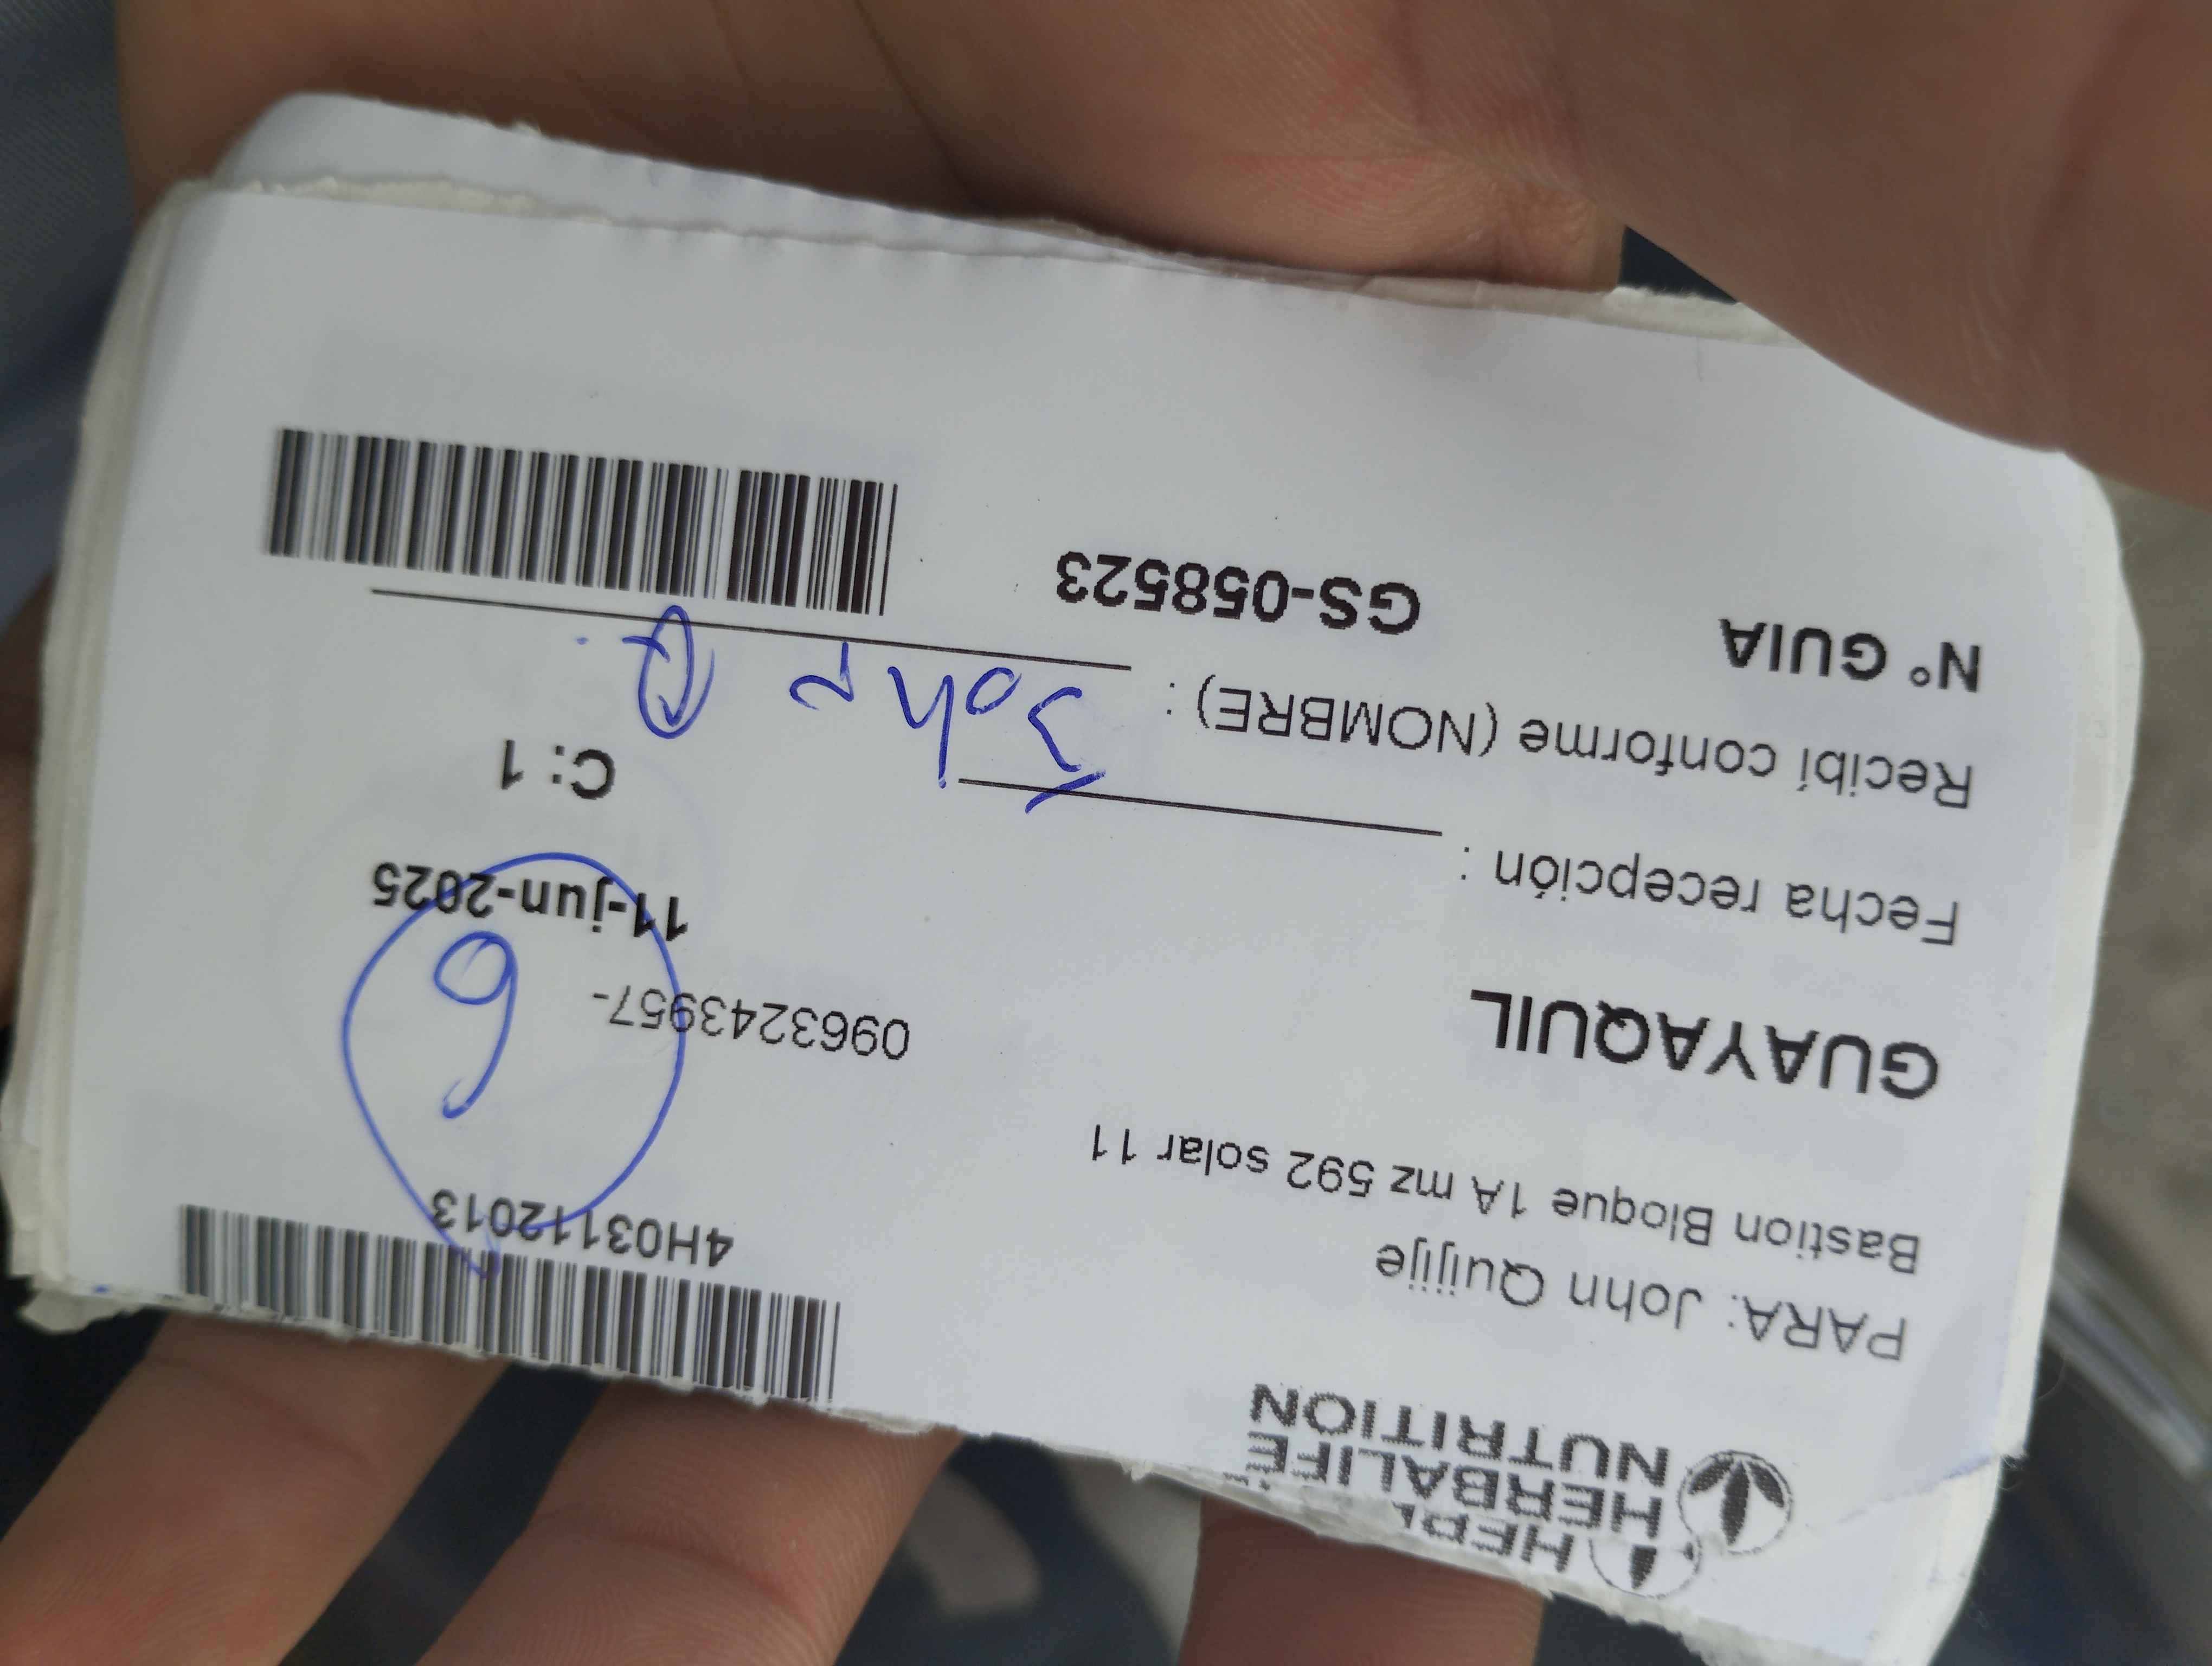 HERBALIFE
NUTRITION
4H03112013
PARA: John Quijije
Bastion Bloque 1A mz 592 solar 11
GUAYAQUIL
0963243957-
6
11-jun-2025
Fecha recepción :
C: 1
Recibí conforme (NOMBRE) : John Q.
N° GUIA GS-058523